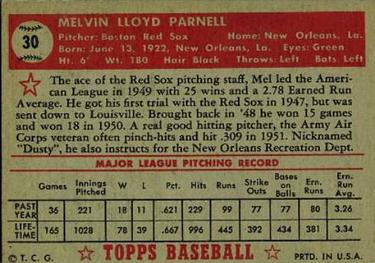 MELVIN LLOYD PARNELL
30
Pitcher: Boston Red Sox Home: New Orleans, La.
Born: June 13, 1922, New Orleans, La. Eyes: Green
Ht. 6' Wt. 180 Hair Black Throws: Left Bats Left
The ace of the Red Sox pitching staff, Mel led the Ameri-
can League in 1949 with 25 wins and a 2.78 Earned Run
Average. He got his first trial with the Red Sox in 1947, but was
sent down to Louisville. Brought back in '48 he won 15 games
and won 18 in 1950. A real good hitting pitcher, the Army Air
Corps veteran often pinch-hits and hit .309 in 1951. Nicknamed
"Dusty", he also instructs for the New Orleans Recreation Dept.
MAJOR LEAGUE PITCHING RECORD
Games Innings Pitched W L Pct. Hits Runs Strike Outs Bases on Balls Ern. Runs Ern. Run Avg.
PAST YEAR 36 221 18 11 .621 229 99 77 77 80 3.26
LIFE-TIME 165 1028 78 39 .667 996 445 392 434 381 3.34
© T. C. G. TOPPS BASEBALL PRTD. IN U.S.A.